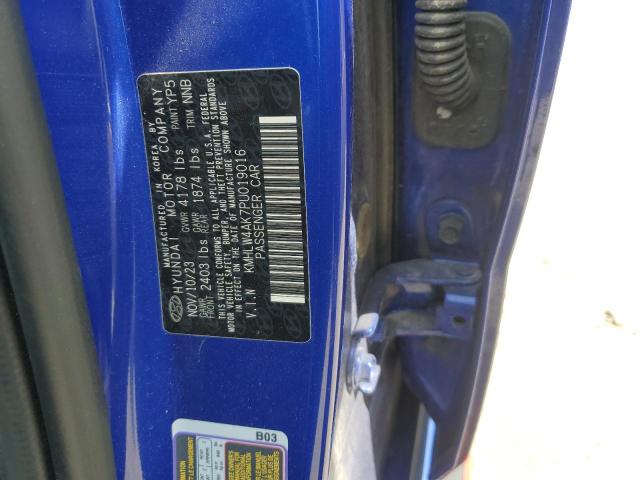 MANUFACTURED IN KOREA BY
HYUNDAI MOTOR COMPANY
NOV/10/23 GVWR 4178 lbs PAINT YP5
GAWR FRONT 2403 lbs GAWR REAR 1874 lbs TRIM NNB
THIS VEHICLE CONFORMS TO ALL APPLICABLE U.S.A. FEDERAL
MOTOR VEHICLE SAFETY, BUMPER, AND THEFT PREVENTION STANDARDS
IN EFFECT ON THE DATE OF MANUFACTURE SHOWN ABOVE
V.I.N KMHLW4AK7PU019016
PASSENGER CAR
B03